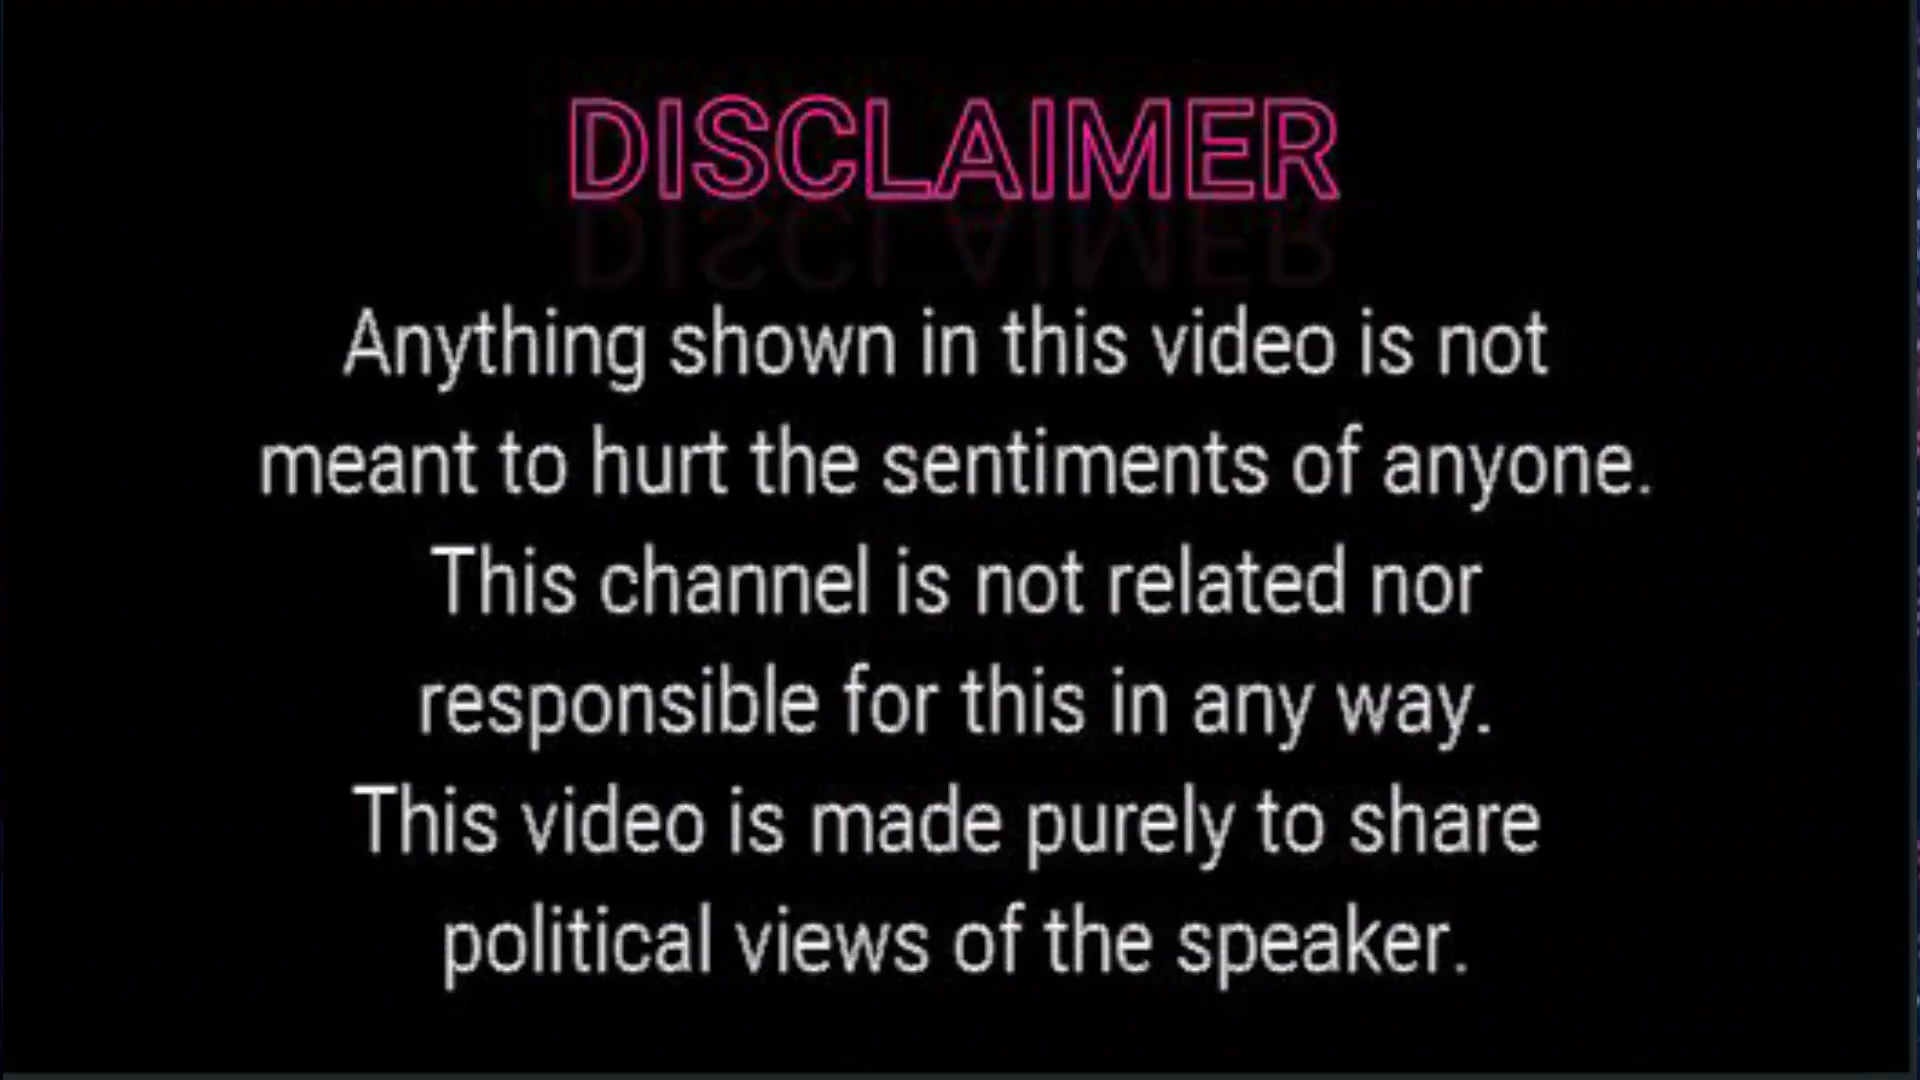 DISCLAIMER
Anything shown in this video is not
meant to hurt the sentiments of anyone.
This channel is not related nor
responsible for this in any way.
This video is made purely to share
political views of the speaker.